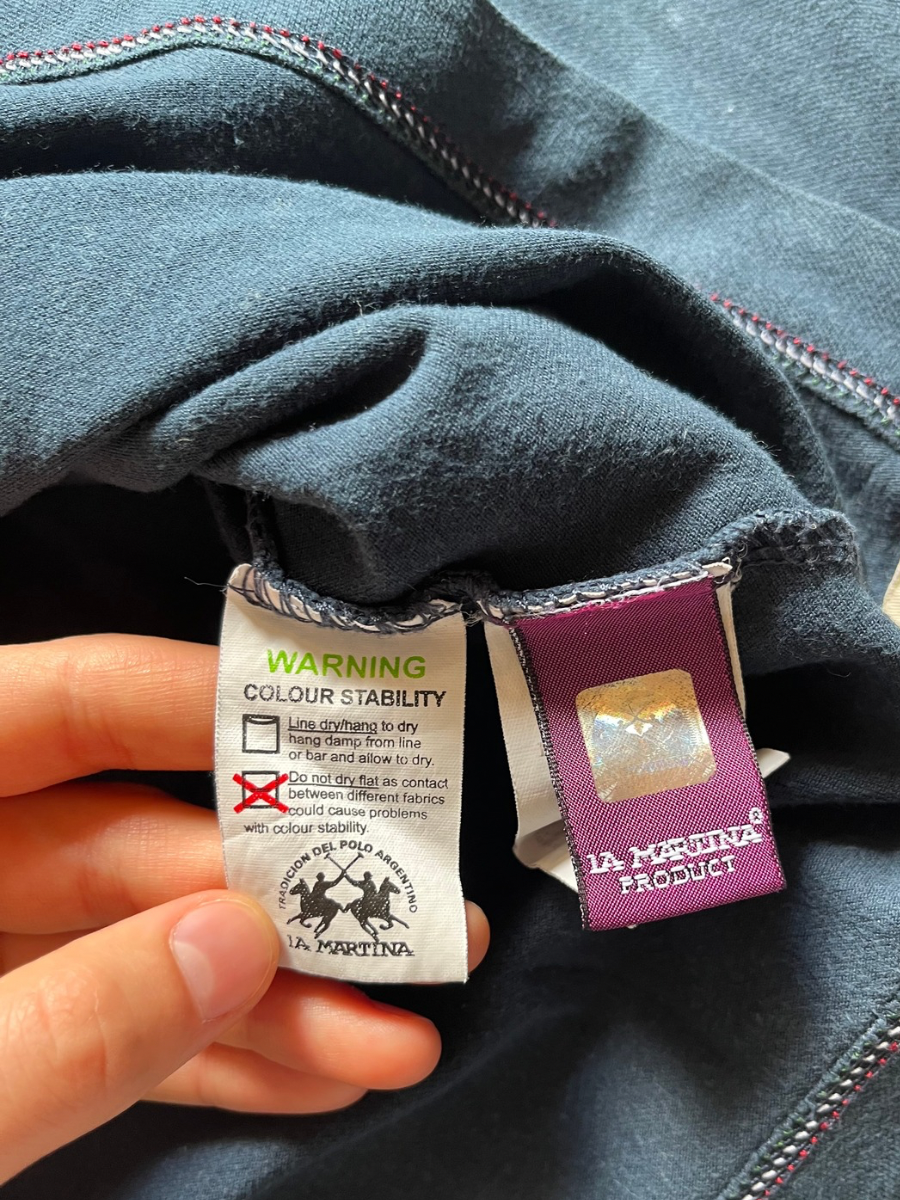 WARNING
COLOUR STABILITY
Line dry/hang to dry
hang damp from line
or bar and allow to dry.
Do not dry flat as contact
between different fabrics
could cause problems
with colour stability.
TRADICION DEL POLO ARGENTINO
LA MARTINA
LA MARTINA®
PRODUCT